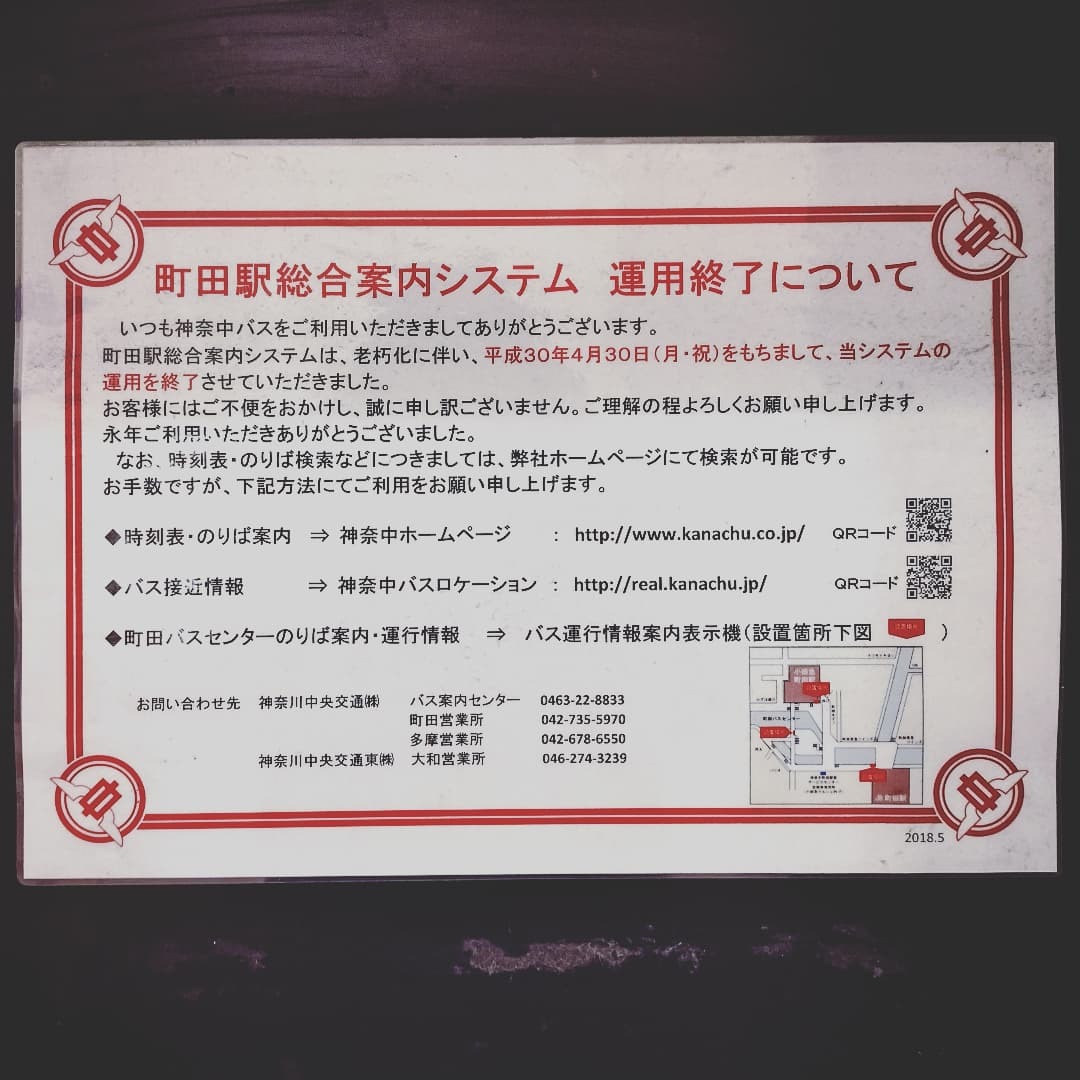 町田駅総合案内システム 運用終了について
いつも神奈中バスをご利用いただきましてありがとうございます。
町田駅総合案内システムは、老朽化に伴い、平成30年4月30日(月・祝)をもちまして、当システムの
運用を終了させていただきました。
お客様にはご不便をおかけし、誠に申し訳ございません。ご理解の程よろしくお願い申し上げます。
永年ご利用いただきありがとうございました。
なお、時刻表・のりば検索などにつきましては、弊社ホームページにて検索が可能です。
お手数ですが、下記方法にてご利用をお願い申し上げます。
◆時刻表・のりば案内 ⇒ 神奈中ホームページ : http://www.kanachu.co.jp/ QRコード
◆バス接近情報 ⇒ 神奈中バスロケーション : http://real.kanachu.jp/ QRコード
◆町田バスセンターのりば案内・運行情報 ⇒ バス運行情報案内表示機(設置箇所下図 )
お問い合わせ先 神奈川中央交通㈱ バス案内センター 0463-22-8833
町田営業所 042-735-5970
多摩営業所 042-678-6550
神奈川中央交通東㈱ 大和営業所 046-274-3239
2018.5